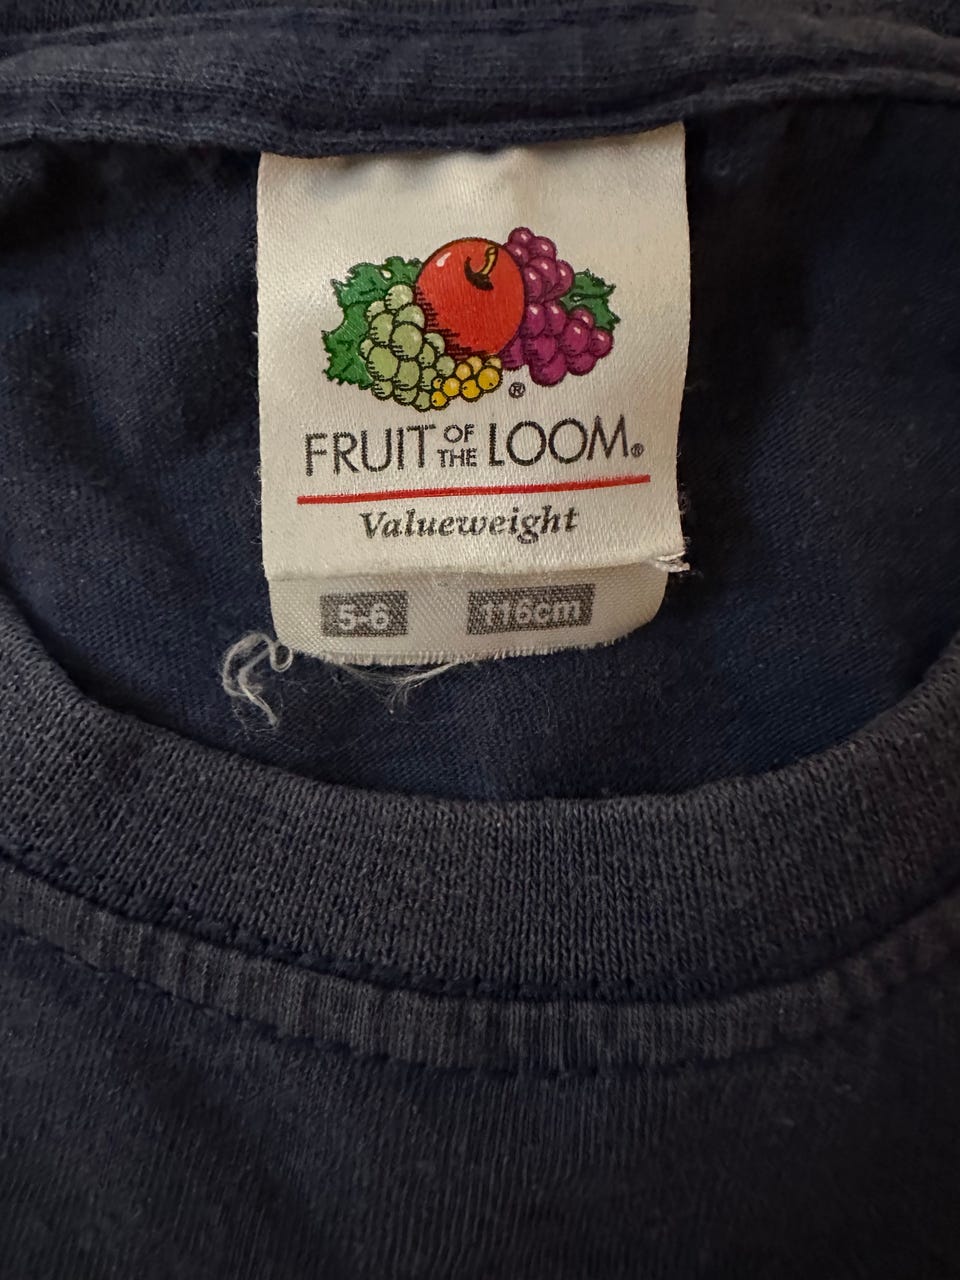 ®
FRUIT OF THE LOOM®
Valueweight
5-6 116cm